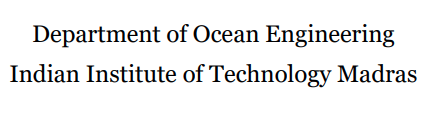 Department of Ocean Engineering
Indian Institute of Technology Madras